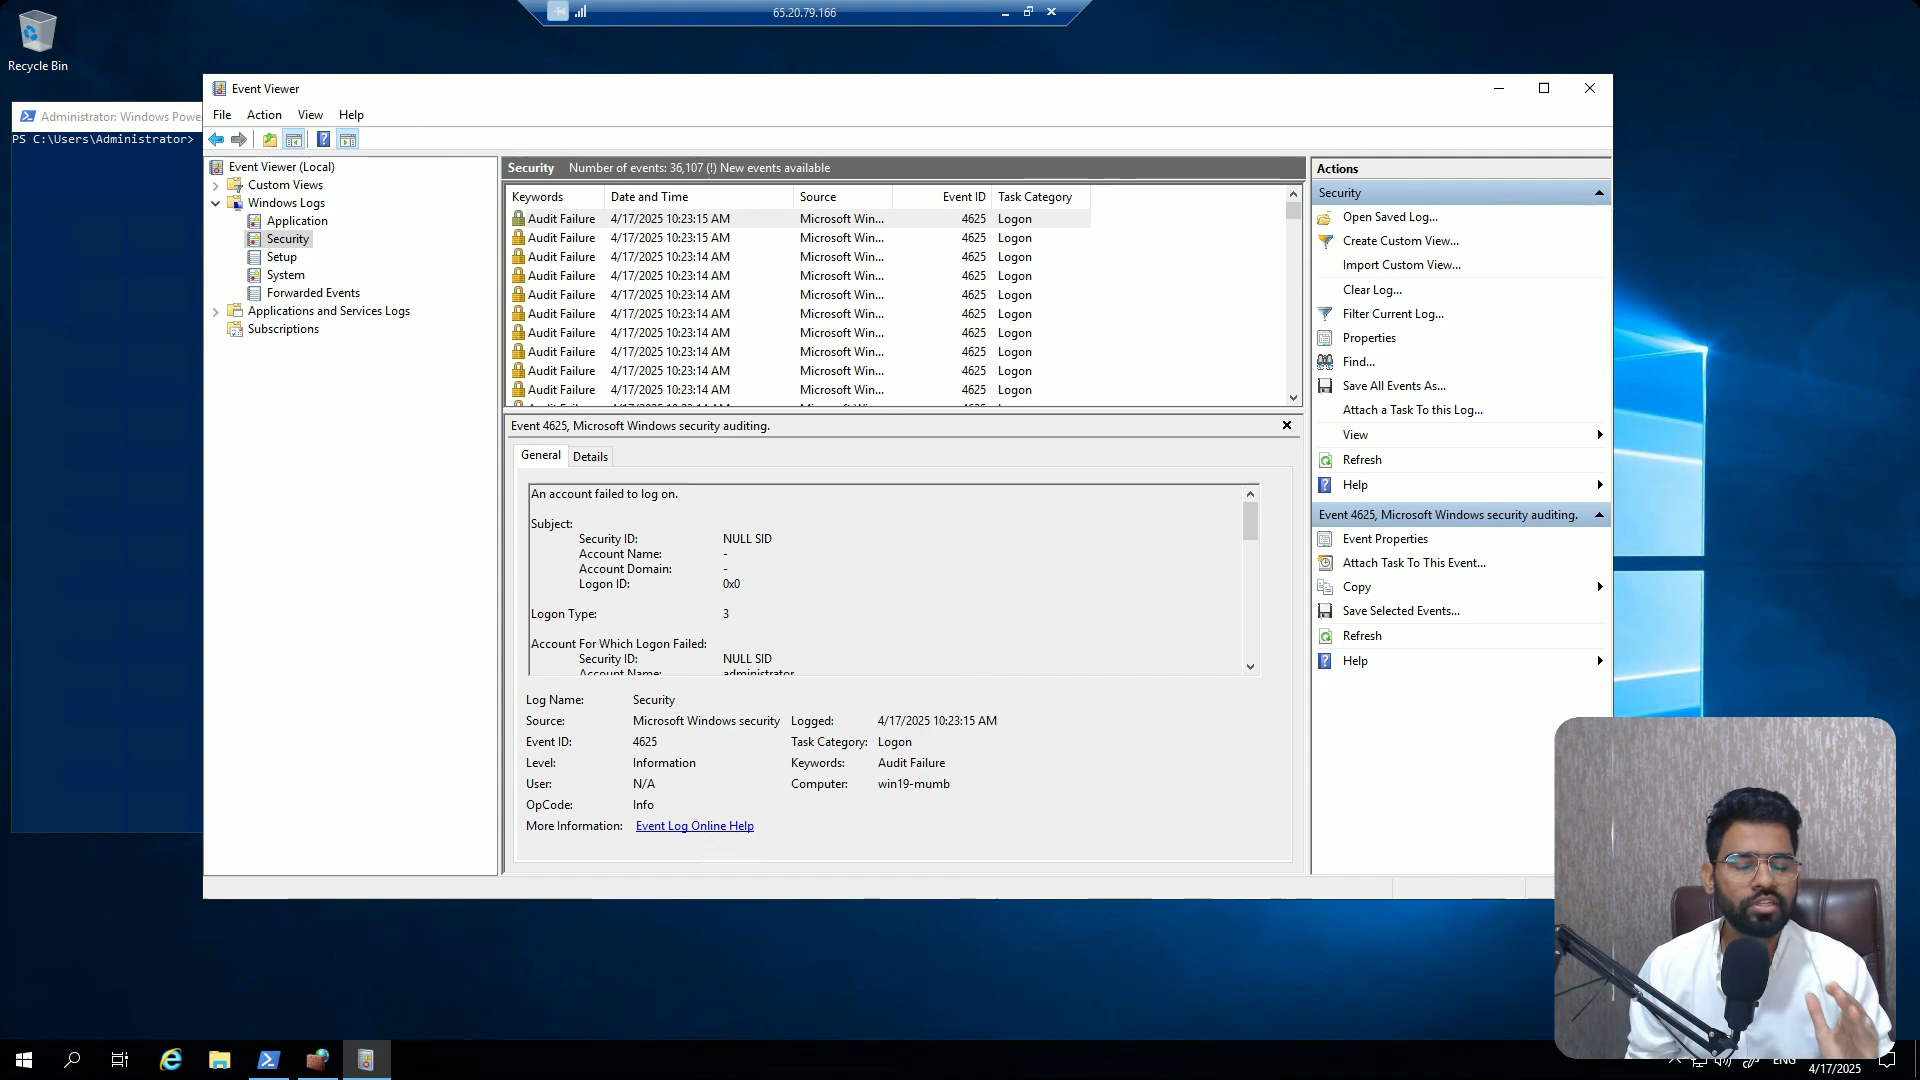 65.20.79.166
Recycle Bin
Administrator: Windows Powe
PS C:\Users\Administrator>
Event Viewer
File Action View Help
Event Viewer (Local)
Custom Views
Windows Logs
Application
Security
Setup
System
Forwarded Events
Applications and Services Logs
Subscriptions
Security Number of events: 36,107 (!) New events available
Keywords Date and Time Source Event ID Task Category
Audit Failure 4/17/2025 10:23:15 AM Microsoft Win... 4625 Logon
Audit Failure 4/17/2025 10:23:15 AM Microsoft Win... 4625 Logon
Audit Failure 4/17/2025 10:23:14 AM Microsoft Win... 4625 Logon
Audit Failure 4/17/2025 10:23:14 AM Microsoft Win... 4625 Logon
Audit Failure 4/17/2025 10:23:14 AM Microsoft Win... 4625 Logon
Audit Failure 4/17/2025 10:23:14 AM Microsoft Win... 4625 Logon
Audit Failure 4/17/2025 10:23:14 AM Microsoft Win... 4625 Logon
Audit Failure 4/17/2025 10:23:14 AM Microsoft Win... 4625 Logon
Audit Failure 4/17/2025 10:23:14 AM Microsoft Win... 4625 Logon
Audit Failure 4/17/2025 10:23:14 AM Microsoft Win... 4625 Logon
Event 4625, Microsoft Windows security auditing.
General Details
An account failed to log on.
Subject:
Security ID: NULL SID
Account Name: -
Account Domain: -
Logon ID: 0x0
Logon Type: 3
Account For Which Logon Failed:
Security ID: NULL SID
Account Name: administrator
Log Name: Security
Source: Microsoft Windows security Logged: 4/17/2025 10:23:15 AM
Event ID: 4625 Task Category: Logon
Level: Information Keywords: Audit Failure
User: N/A Computer: win19-mumb
OpCode: Info
More Information: Event Log Online Help
Actions
Security
Open Saved Log...
Create Custom View...
Import Custom View...
Clear Log...
Filter Current Log...
Properties
Find...
Save All Events As...
Attach a Task To this Log...
View
Refresh
Help
Event 4625, Microsoft Windows security auditing.
Event Properties
Attach Task To This Event...
Copy
Save Selected Events...
Refresh
Help
ENG
4/17/2025